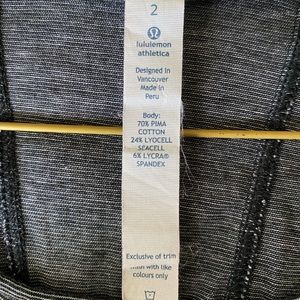 2
lululemon
athletica
Designed in
Vancouver
Made in
Peru
Body:
70% PIMA
COTTON
24% LYOCELL
SEACELL
6% LYCRA®
SPANDEX
Exclusive of trim
with like
colours only